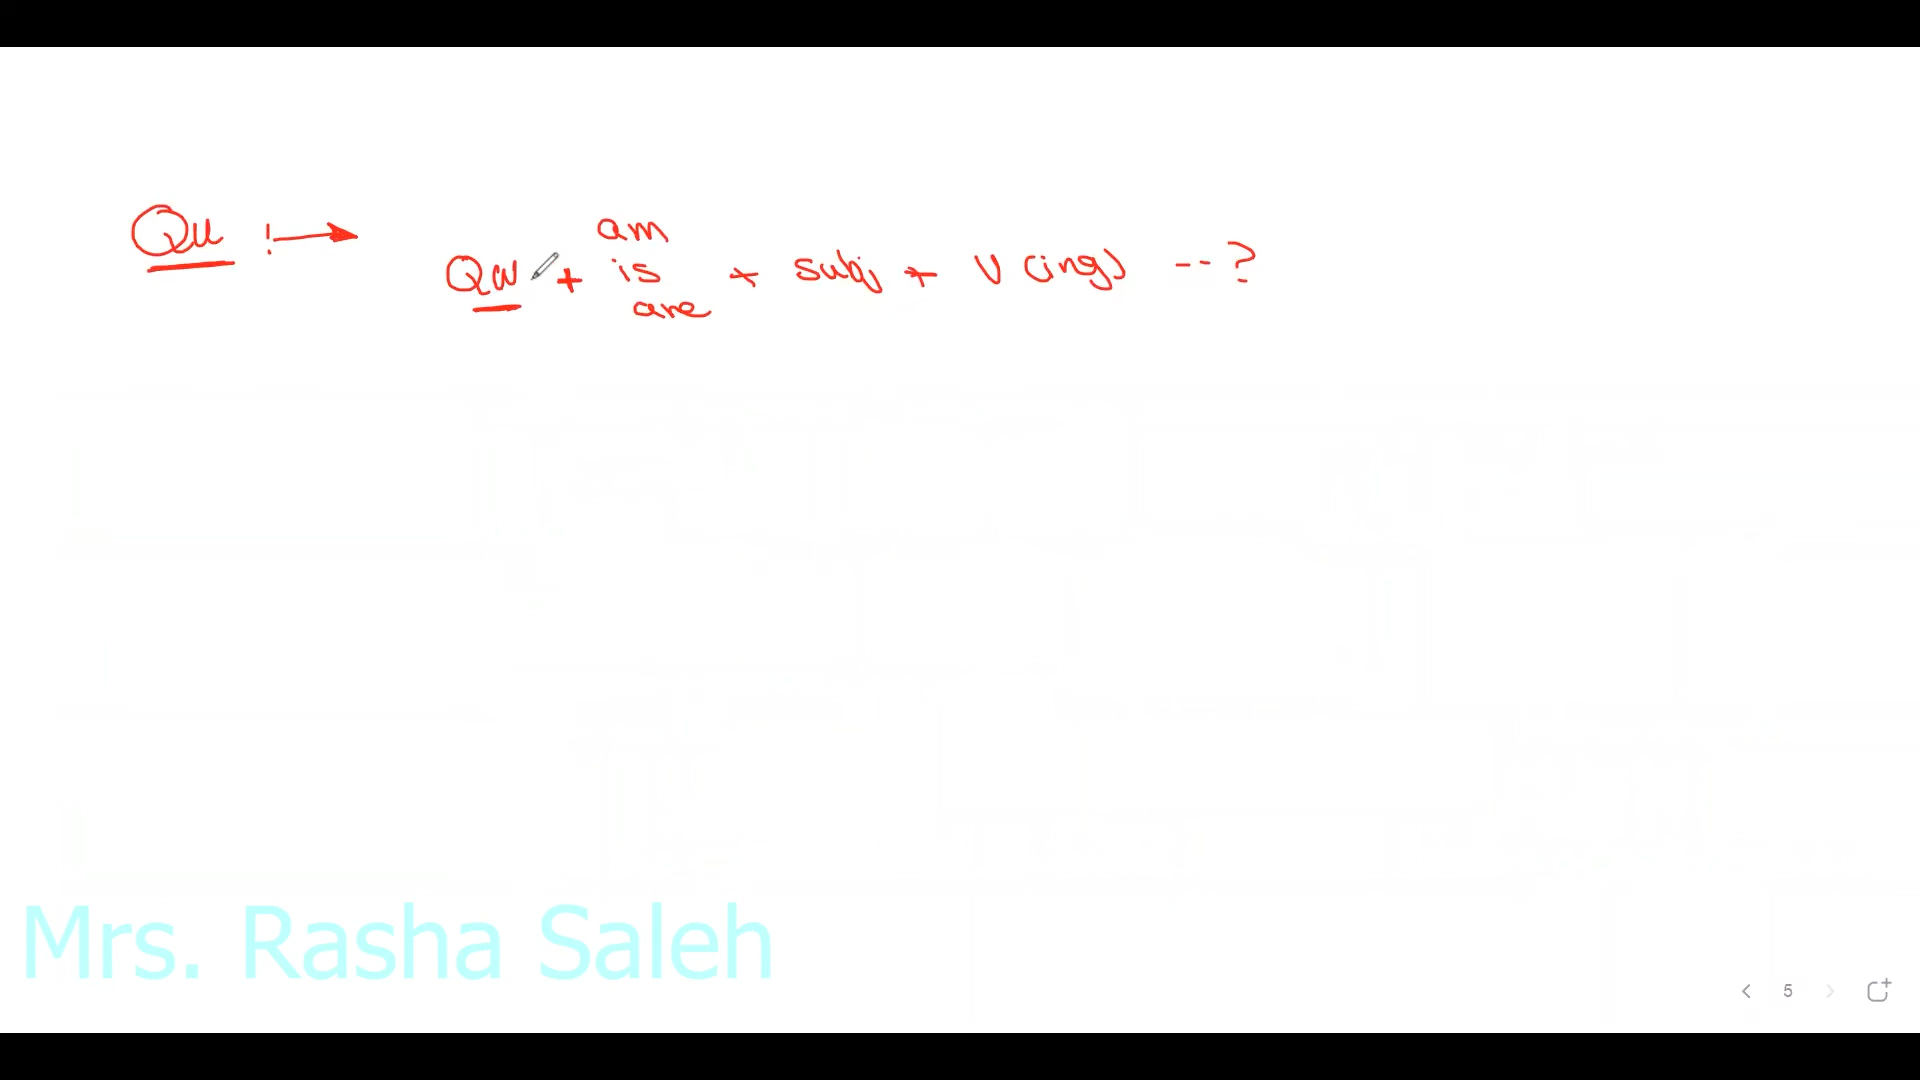 Qu :→
am
QW + is + subj + V (ing) -- ?
are
Mrs. Rasha Saleh
5